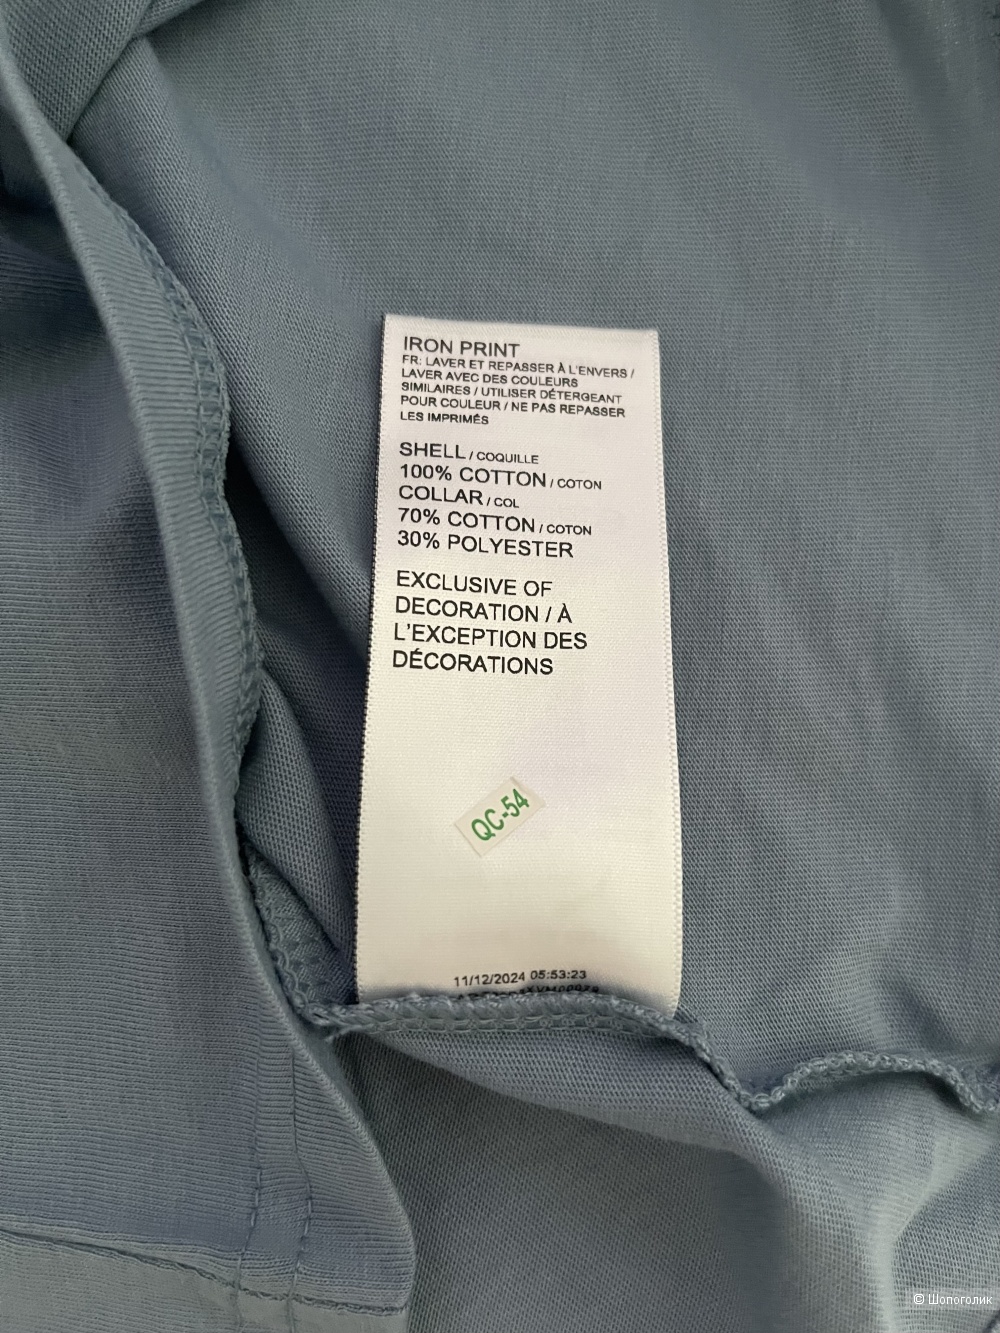 IRON PRINT
FR: LAVER ET REPASSER À L'ENVERS /
LAVER AVEC DES COULEURS
SIMILAIRES / UTILISER DÉTERGEANT
POUR COULEUR / NE PAS REPASSER
LES IMPRIMÉS
SHELL / COQUILLE
100% COTTON / COTON
COLLAR / COL
70% COTTON / COTON
30% POLYESTER
EXCLUSIVE OF
DECORATION / À
L'EXCEPTION DES
DÉCORATIONS
QC-54
11/12/2024 05:53:23
© Шопоголик